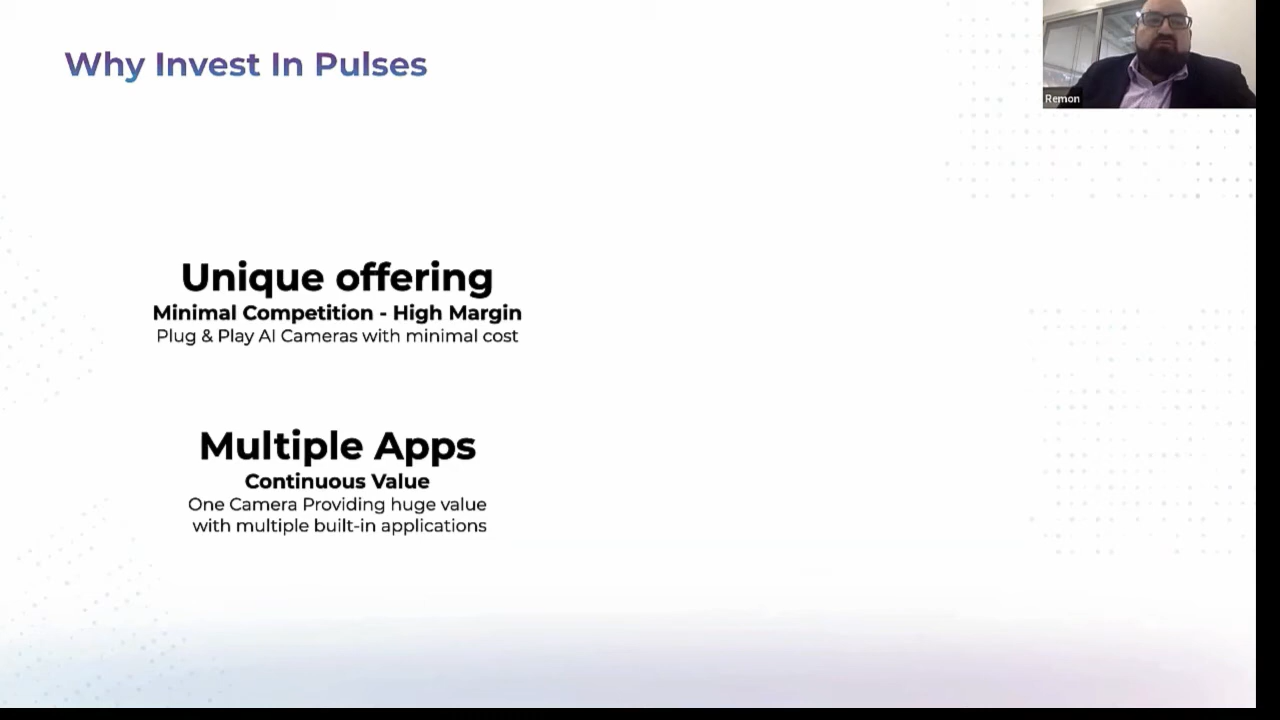 Why Invest In Pulses
Remon
Unique offering
Minimal Competition - High Margin
Plug & Play AI Cameras with minimal cost
Multiple Apps
Continuous Value
One Camera Providing huge value
with multiple built-in applications